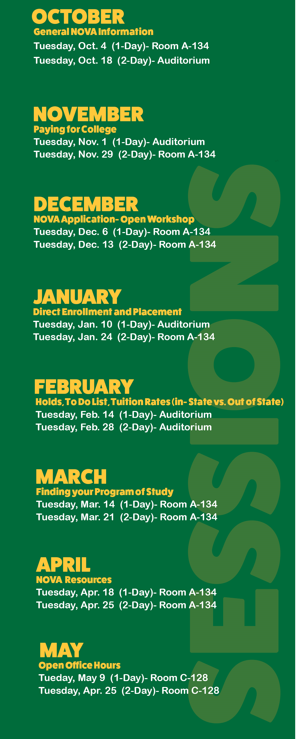 OCTOBER
General NOVA Information
Tuesday, Oct. 4 (1-Day)- Room A-134
Tuesday, Oct. 18 (2-Day)- Auditorium
NOVEMBER
Paying for College
Tuesday, Nov. 1 (1-Day)- Auditorium
Tuesday, Nov. 29 (2-Day)- Room A-134
DECEMBER
NOVA Application- Open Workshop
Tuesday, Dec. 6 (1-Day)- Room A-134
Tuesday, Dec. 13 (2-Day)- Room A-134
JANUARY
Direct Enrollment and Placement
Tuesday, Jan. 10 (1-Day)- Auditorium
Tuesday, Jan. 24 (2-Day)- Room A-134
FEBRUARY
Holds, To Do List, Tuition Rates (in- State vs. Out of State)
Tuesday, Feb. 14 (1-Day)- Auditorium
Tuesday, Feb. 28 (2-Day)- Auditorium
MARCH
Finding your Program of Study
Tuesday, Mar. 14 (1-Day)- Room A-134
Tuesday, Mar. 21 (2-Day)- Room A-134
APRIL
NOVA Resources
Tuesday, Apr. 18 (1-Day)- Room A-134
Tuesday, Apr. 25 (2-Day)- Room A-134
MAY
Open Office Hours
Tueday, May 9 (1-Day)- Room C-128
Tuesday, Apr. 25 (2-Day)- Room C-128
SESSIONS